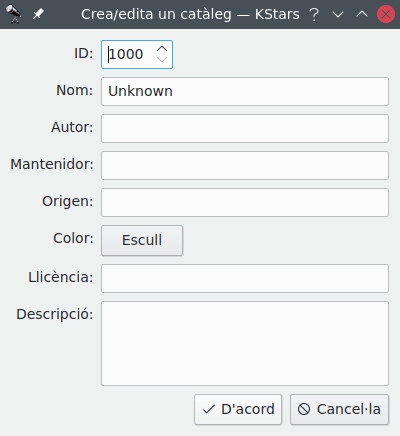 Crea/edita un catàleg — KStars
ID: 1000
Nom: Unknown
Autor:
Mantenidor:
Origen:
Color: Escull
Llicència:
Descripció:
D'acord Cancel·la